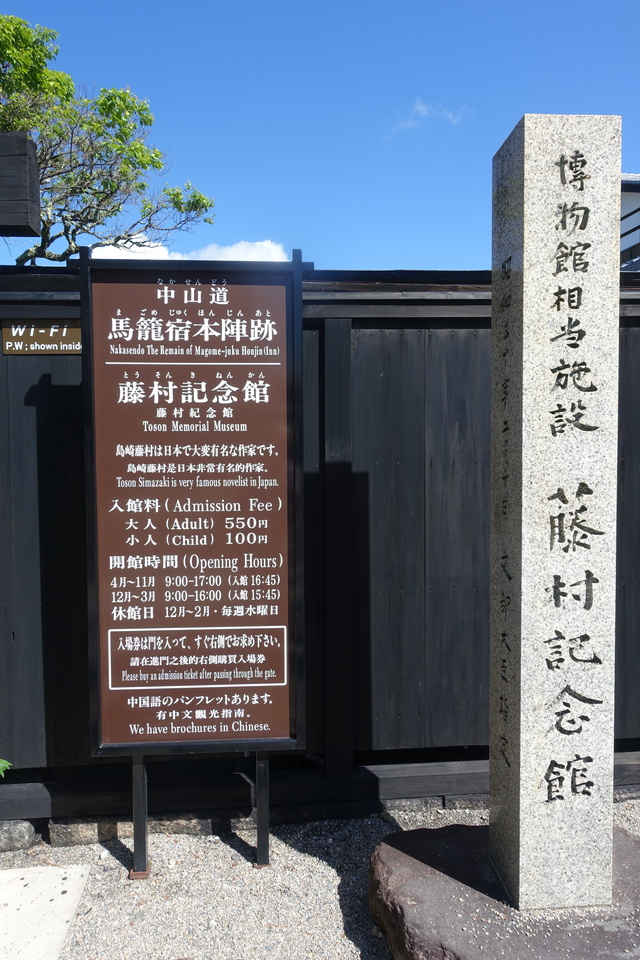 Wi-Fi
P.W ; shown inside
なかせんどう
中山道
まごめじゅくほんじんあと
馬籠宿本陣跡
Nakasendo The Remain of Magome-juku Honjin(Inn)
とうそんきねんかん
藤村記念館
藤村紀念館
Toson Memorial Museum
島崎藤村は日本で大変有名な作家です。
島崎藤村是日本非常有名的作家。
Toson Simazaki is very famous novelist in Japan.
入館料(Admission Fee)
大人(Adult) 550円
小人(Child) 100円
開館時間(Opening Hours)
4月~11月 9:00-17:00(入館16:45)
12月~3月 9:00-16:00(入館15:45)
休館日 12月~2月・毎週水曜日
入場券は門を入って、すぐ右側でお求め下さい。
請在進門之後的右側購買入場券
Please buy an admission ticket after passing through the gate.
中国語のパンフレットあります。
有中文觀光指南。
We have brochures in Chinese.
博物館相当施設 藤村記念館
文部大臣指定